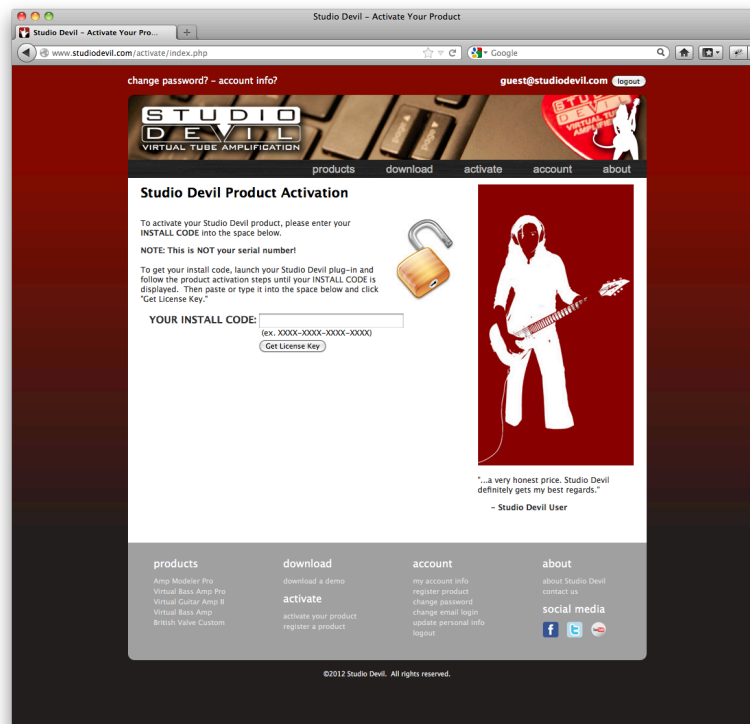 Studio Devil – Activate Your Product
Studio Devil – Activate Your Pro...
www.studiodevil.com/activate/index.php
Google
change password? – account info?
guest@studiodevil.com logout
STUDIO
DEVIL
VIRTUAL TUBE AMPLIFICATION
products download activate account about
Studio Devil Product Activation
To activate your Studio Devil product, please enter your
INSTALL CODE into the space below.
NOTE: This is NOT your serial number!
To get your install code, launch your Studio Devil plug-in and
follow the product activation steps until your INSTALL CODE is
displayed. Then paste or type it into the space below and click
"Get License Key."
YOUR INSTALL CODE:
(ex. XXXX-XXXX-XXXX-XXXX)
Get License Key
"...a very honest price. Studio Devil
definitely gets my best regards."
– Studio Devil User
products
Amp Modeler Pro
Virtual Bass Amp Pro
Virtual Guitar Amp II
Virtual Bass Amp
British Valve Custom
download
download a demo
activate
activate your product
register a product
account
my account info
register product
change password
change email login
update personal info
logout
about
about Studio Devil
contact us
social media
©2012 Studio Devil. All rights reserved.